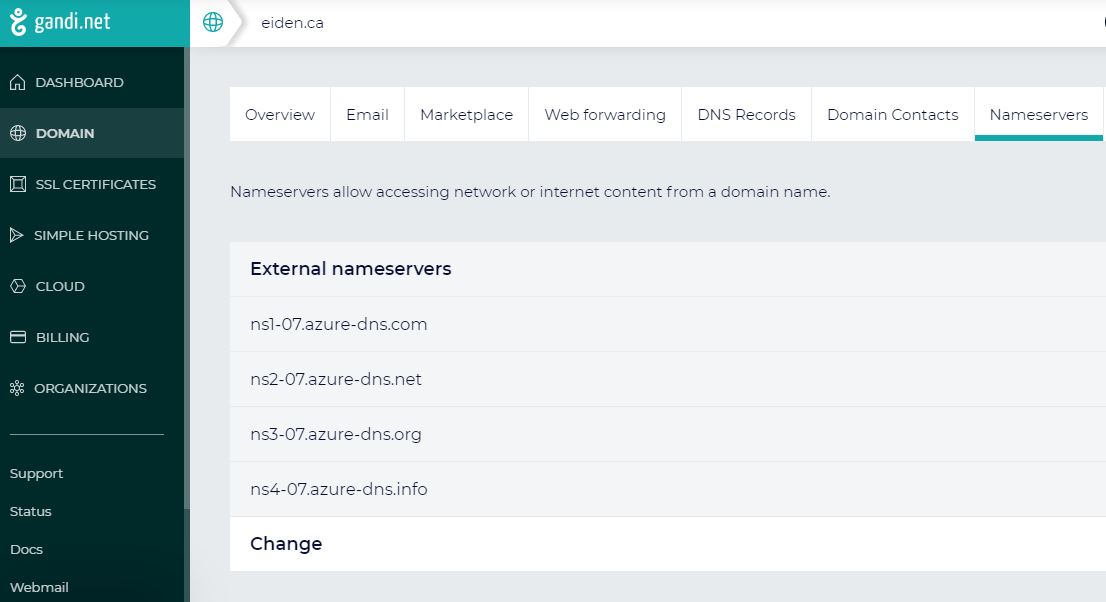 gandi.net
eiden.ca
DASHBOARD
DOMAIN
SSL CERTIFICATES
SIMPLE HOSTING
CLOUD
BILLING
ORGANIZATIONS
Support
Status
Docs
Webmail
Overview Email Marketplace Web forwarding DNS Records Domain Contacts Nameservers
Nameservers allow accessing network or internet content from a domain name.
External nameservers
ns1-07.azure-dns.com
ns2-07.azure-dns.net
ns3-07.azure-dns.org
ns4-07.azure-dns.info
Change